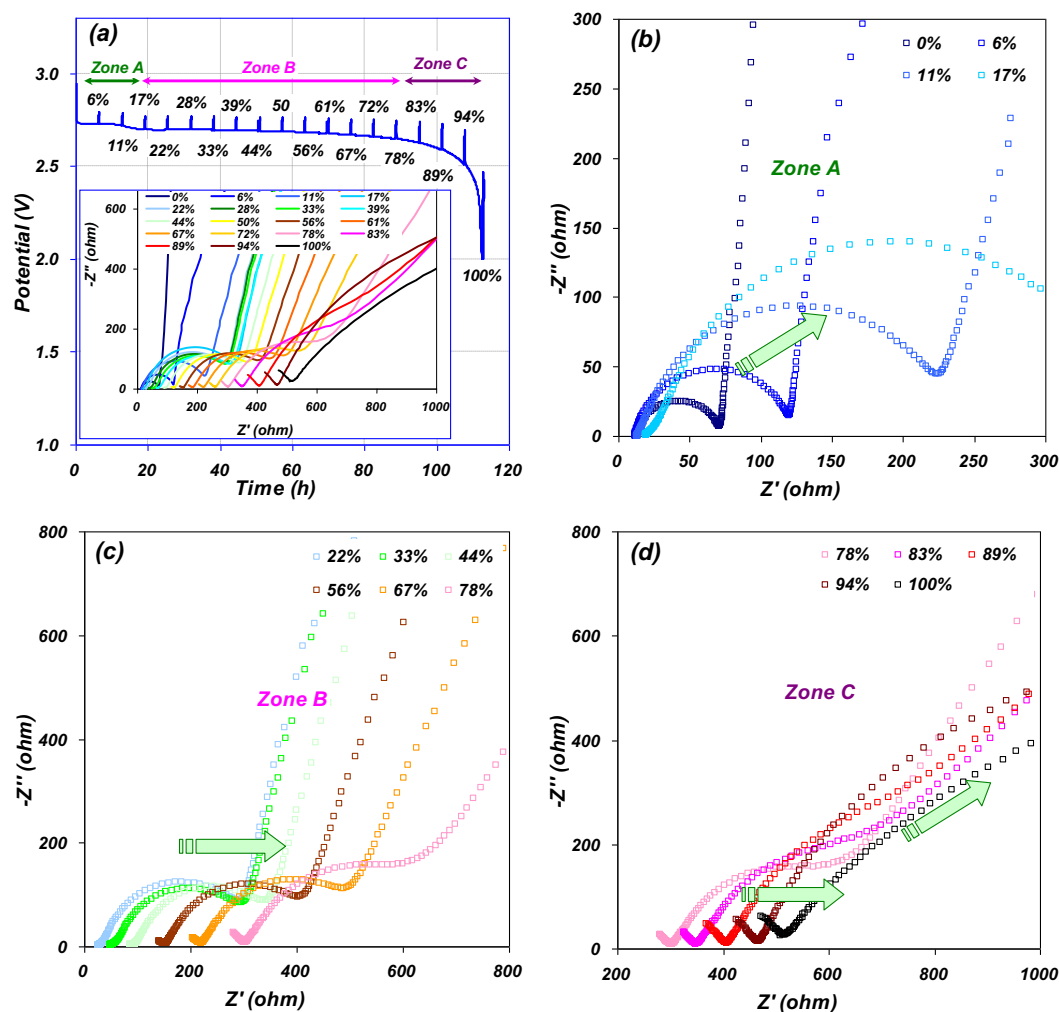 (a)
Zone A Zone B Zone C
3.0
6% 17% 28% 39% 50 61% 72% 83% 94%
11% 22% 33% 44% 56% 67% 78% 89%
2.5
2.0
1.5
1.0
100%
Potential (V)
0 20 40 60 80 100 120
Time (h)
0% 6% 11% 17%
22% 28% 33% 39%
44% 50% 56% 61%
67% 72% 78% 83%
89% 94% 100%
600
400
200
0
-Z'' (ohm)
0 200 400 600 800 1000
Z' (ohm)
(b)
0% 6%
11% 17%
Zone A
300
250
200
150
100
50
0
-Z'' (ohm)
0 50 100 150 200 250 300
Z' (ohm)
(c)
22% 33% 44%
56% 67% 78%
Zone B
800
600
400
200
0
-Z'' (ohm)
0 200 400 600 800
Z' (ohm)
(d)
78% 83% 89%
94% 100%
Zone C
800
600
400
200
0
-Z'' (ohm)
200 400 600 800 1000
Z' (ohm)